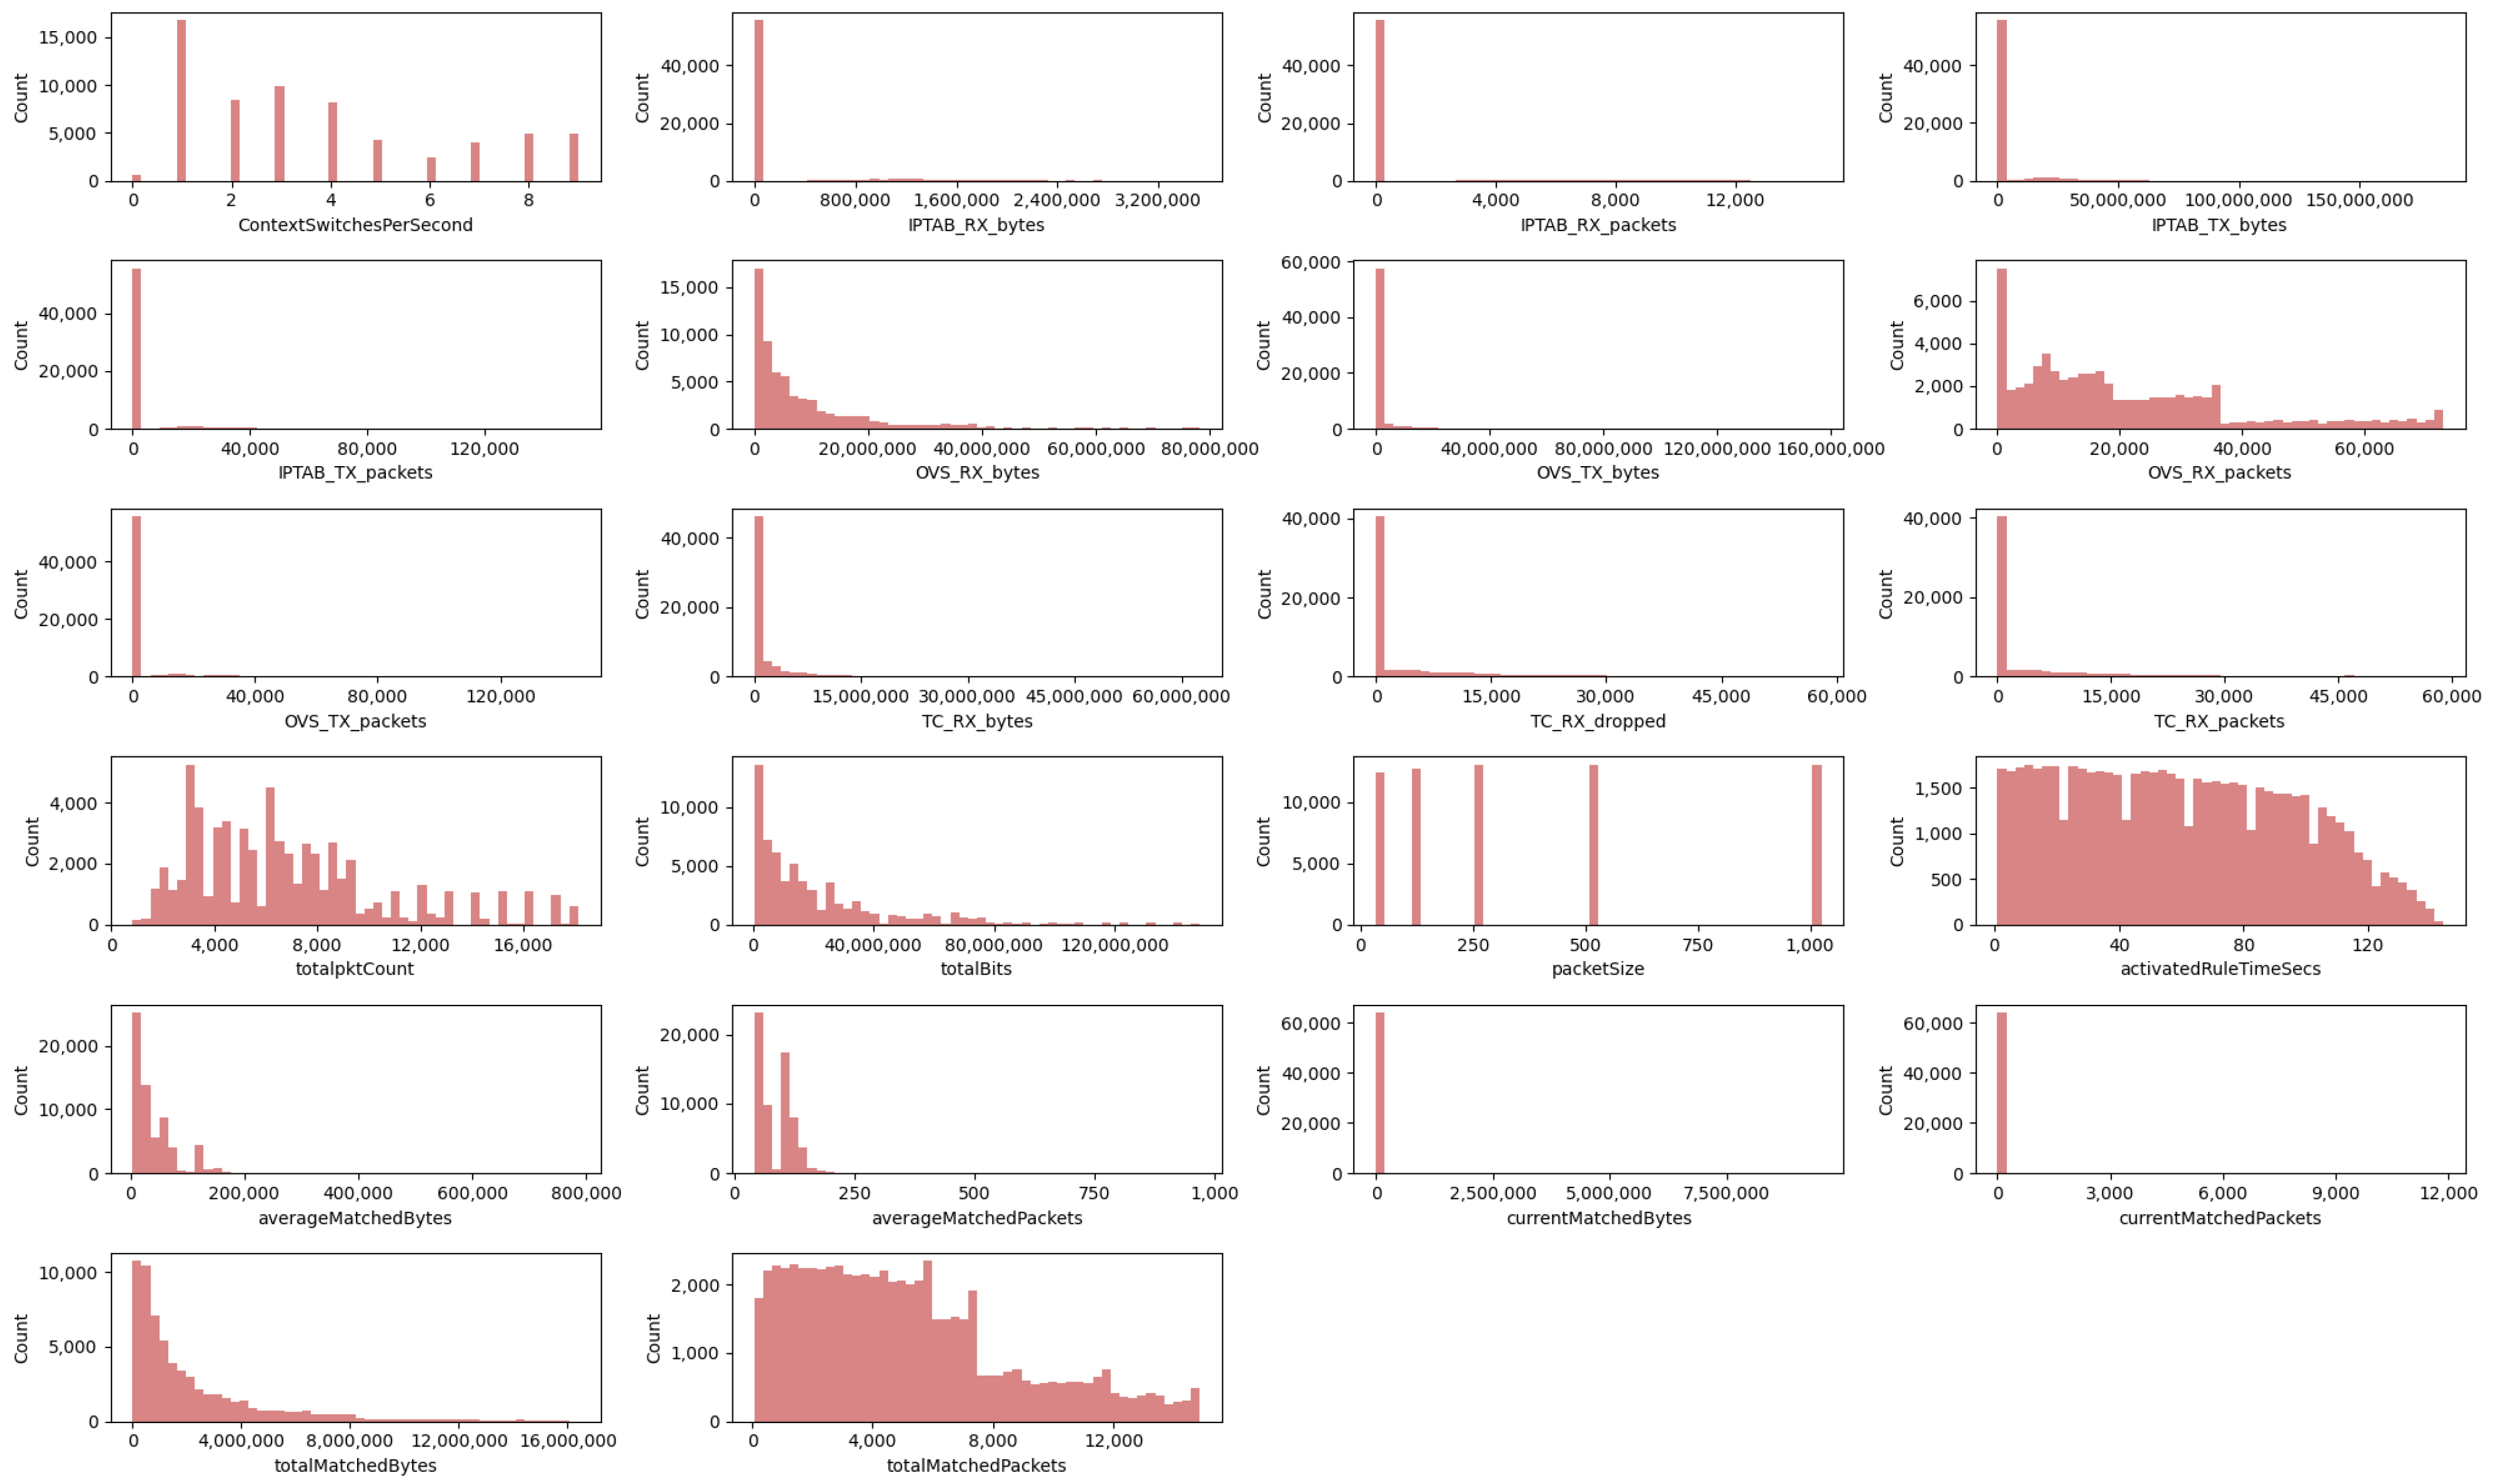 15,000
10,000
5,000
0
Count
0 2 4 6 8
ContextSwitchesPerSecond
40,000
20,000
0
Count
0 800,000 1,600,000 2,400,000 3,200,000
IPTAB_RX_bytes
40,000
20,000
0
Count
0 4,000 8,000 12,000
IPTAB_RX_packets
40,000
20,000
0
Count
0 50,000,000 100,000,000 150,000,000
IPTAB_TX_bytes
40,000
20,000
0
Count
0 40,000 80,000 120,000
IPTAB_TX_packets
15,000
10,000
5,000
0
Count
0 20,000,000 40,000,000 60,000,000 80,000,000
OVS_RX_bytes
60,000
40,000
20,000
0
Count
0 40,000,000 80,000,000 120,000,000 160,000,000
OVS_TX_bytes
6,000
4,000
2,000
0
Count
0 20,000 40,000 60,000
OVS_RX_packets
40,000
20,000
0
Count
0 40,000 80,000 120,000
OVS_TX_packets
40,000
20,000
0
Count
0 15,000,000 30,000,000 45,000,000 60,000,000
TC_RX_bytes
40,000
20,000
0
Count
0 15,000 30,000 45,000 60,000
TC_RX_dropped
40,000
20,000
0
Count
0 15,000 30,000 45,000 60,000
TC_RX_packets
4,000
2,000
0
Count
0 4,000 8,000 12,000 16,000
totalpktCount
10,000
5,000
0
Count
0 40,000,000 80,000,000 120,000,000
totalBits
10,000
5,000
0
Count
0 250 500 750 1,000
packetSize
1,500
1,000
500
0
Count
0 40 80 120
activatedRuleTimeSecs
20,000
10,000
0
Count
0 200,000 400,000 600,000 800,000
averageMatchedBytes
20,000
10,000
0
Count
0 250 500 750 1,000
averageMatchedPackets
60,000
40,000
20,000
0
Count
0 2,500,000 5,000,000 7,500,000
currentMatchedBytes
60,000
40,000
20,000
0
Count
0 3,000 6,000 9,000 12,000
currentMatchedPackets
10,000
5,000
0
Count
0 4,000,000 8,000,000 12,000,000 16,000,000
totalMatchedBytes
2,000
1,000
0
Count
0 4,000 8,000 12,000
totalMatchedPackets